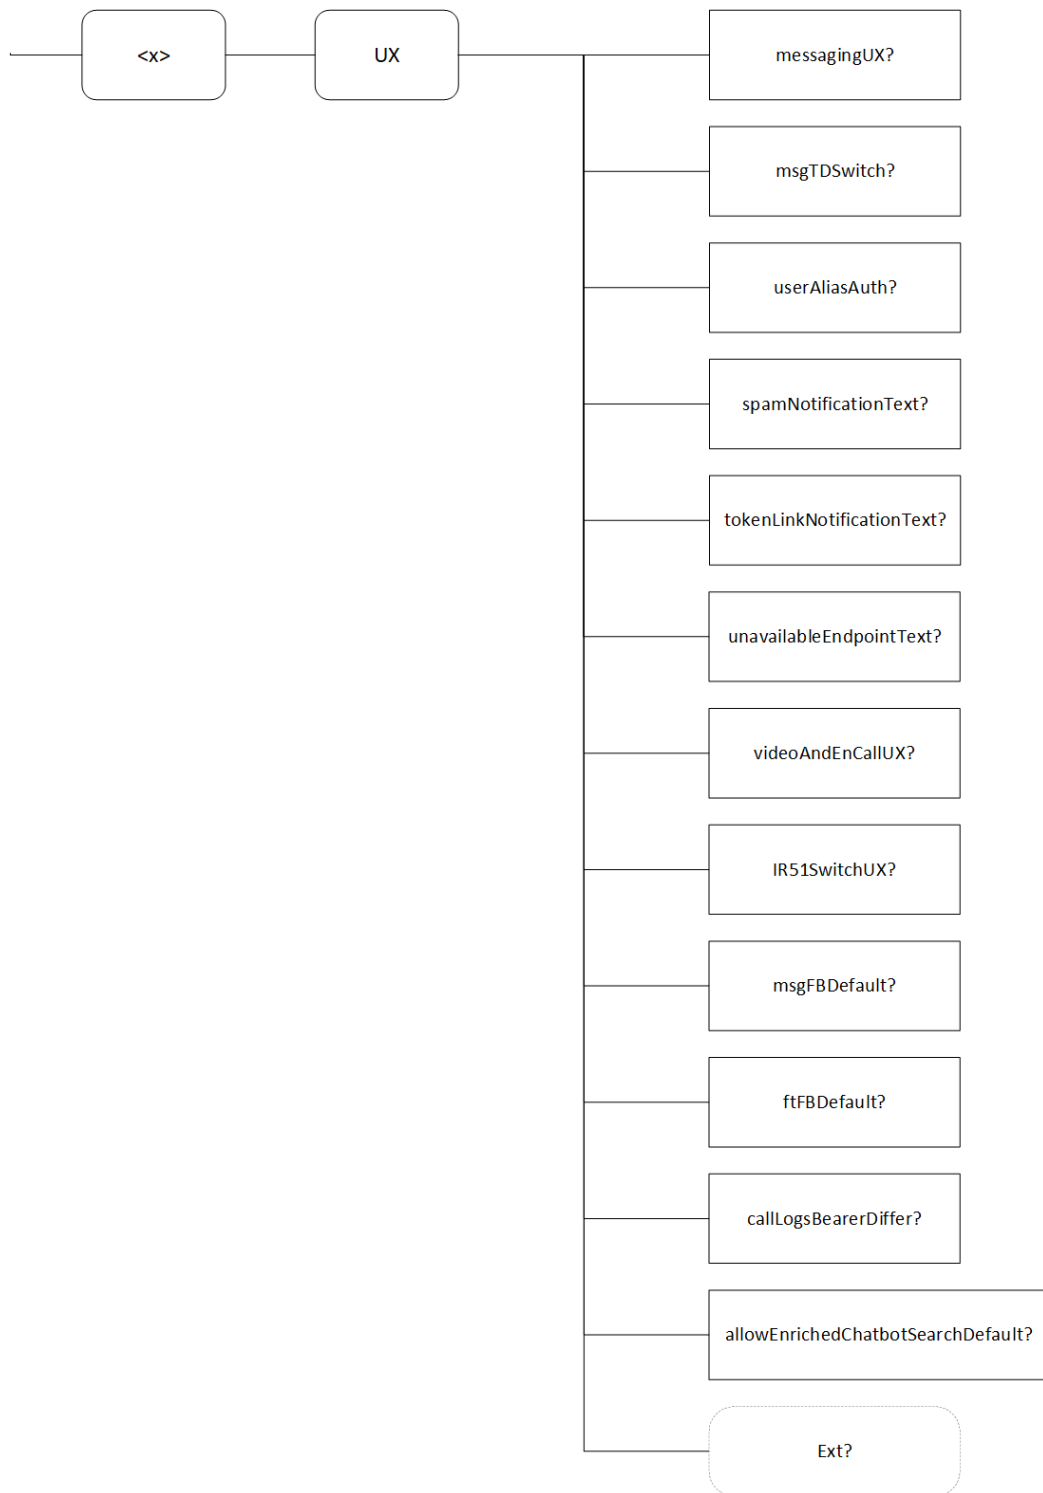 <x>
UX
messagingUX?
msgTDSwitch?
userAliasAuth?
spamNotificationText?
tokenLinkNotificationText?
unavailableEndpointText?
videoAndEnCallUX?
IR51SwitchUX?
msgFBDefault?
ftFBDefault?
callLogsBearerDiffer?
allowEnrichedChatbotSearchDefault?
Ext?